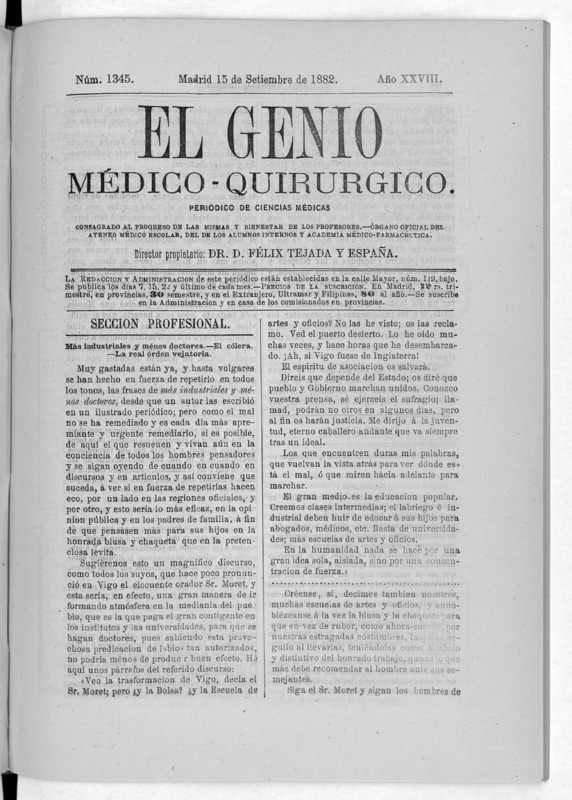 Núm. 1345. Madrid 15 de Setiembre de 1882. Año XXVIII.
EL GENIO
MÉDICO-QUIRURGICO.
PERIÓDICO DE CIENCIAS MÉDICAS
CONSAGRADO AL PROGRESO DE LAS MISMAS Y BIENESTAR DE LOS PROFESORES.—ÓRGANO OFICIAL DEL
ATENEO MÉDICO ESCOLAR, DEL DE LOS ALUMNOS INTERNOS Y ACADEMIA MÉDICO-FARMACÉUTICA.
Director propietario: DR. D. FÉLIX TEJADA Y ESPAÑA.
LA REDACCION Y ADMINISTRACION de este periódico están establecidas en la calle Mayor, núm. 119, bajo.
Se publica los dias 7, 15, 22 y último de cada mes.—PRECIOS DE LA SUSCRICION. En Madrid, 12 rs. tri-
mestre, en provincias, 30 semestre, y en el Extranjero, Ultramar y Filipinas, 80 al año.—Se suscribe
en la Administracion y en casa de los comisionados en provincias.
SECCION PROFESIONAL.
Más industriales y ménos doctores.—El cólera.
—La real órden vejatoria.
Muy gastadas están ya, y hasta vulgares
se han hecho en fuerza de repetirlo en todos
los tonos, las frases de más industriales y mé-
nos doctores, desde que un autor las escribió
en un ilustrado periódico; pero como el mal
no se ha remediado y es cada dia más apre-
miante y urgente remediarlo, si es posible,
de aquí el que resuenen y vivan aún en la
conciencia de todos los hombres pensadores
y se sigan oyendo de cuando en cuando en
discursos y en artículos, y así conviene que
suceda, á ver si en fuerza de repetirlas hacen
eco, por un lado en las regiones oficiales, y
por otro, y esto sería lo más eficaz, en la opi
nion pública y en los padres de familia, á fin
de que pensasen más para sus hijos en la
honrada blusa y chaqueta que en la preten-
ciosa levita.
Sugiérenos esto un magnífico discurso,
como todos los suyos, que hace poco pronun-
ció en Vigo el elocuente orador Sr. Moret, y
esta sería, en efecto, una gran manera de ir
formando atmósfera en la mediania del pue
blo, que es la que paga el gran contigente en
los institutos y las universidades, para que se
hagan doctores, pues sabiendo esta prove-
chosa predicacion de labios tan autorizados,
no podria ménos de produc r buen efecto. Hé
aquí unos párrafos del referido discurso:
«Veo la trasformacion de Vigo, decía el
Sr. Moret; pero ¿y la Bolsa? ¿y la Escuela de
artes y oficios? No las he visto; os las recla-
mo. Ved el puerto desierto. Lo he oido mu-
chas veces, y hace horas que he desembarca-
do. ¡Ah, si Vigo fuese de Inglaterra!
El espíritu de asociacion os salvará.
Direis que depende del Estado; os diré que
pueblo y Gobierno marchan unidos. Conozco
vuestra prensa, sé ejerceis el sufragio; lla-
mad, podrán no oiros en algunos dias, pero
al fin os harán justicia. Me dirijo á la juven-
tud, eterno caballero andante que va siempre
tras un ideal.
Los que encuentren duras mis palabras,
que vuelvan la vista atrás para ver dónde es-
tá el mal, ó que miren hácia adelante para
marchar.
El gran medio es la educacion popular.
Creemos clases intermedias; el labriego é in-
dustrial deben huir de educar á sus hijos para
abogados, médicos, etc. Basta de universida-
des; más escuelas de artes y oficios.
En la humanidad nada se hace por una
gran idea sola, aislada, sino por una concen-
tracion de fuerza.»
Créense, sí, decimos tambien nosotros,
muchas escuelas de artes y oficios, y enno-
blézcanse á la vez la blusa y la chaqueta para
que en vez de rubor, como ahora sucede, por
nuestras estragadas costumbres, inspiren or-
gullo al llevarlas, teniéndolas como símbolo
y distintivo del honrado trabajo, que es lo que
más debe recomendar al hombre ante sus se-
mejantes.
Siga el Sr. Moret y sigan los hombres de